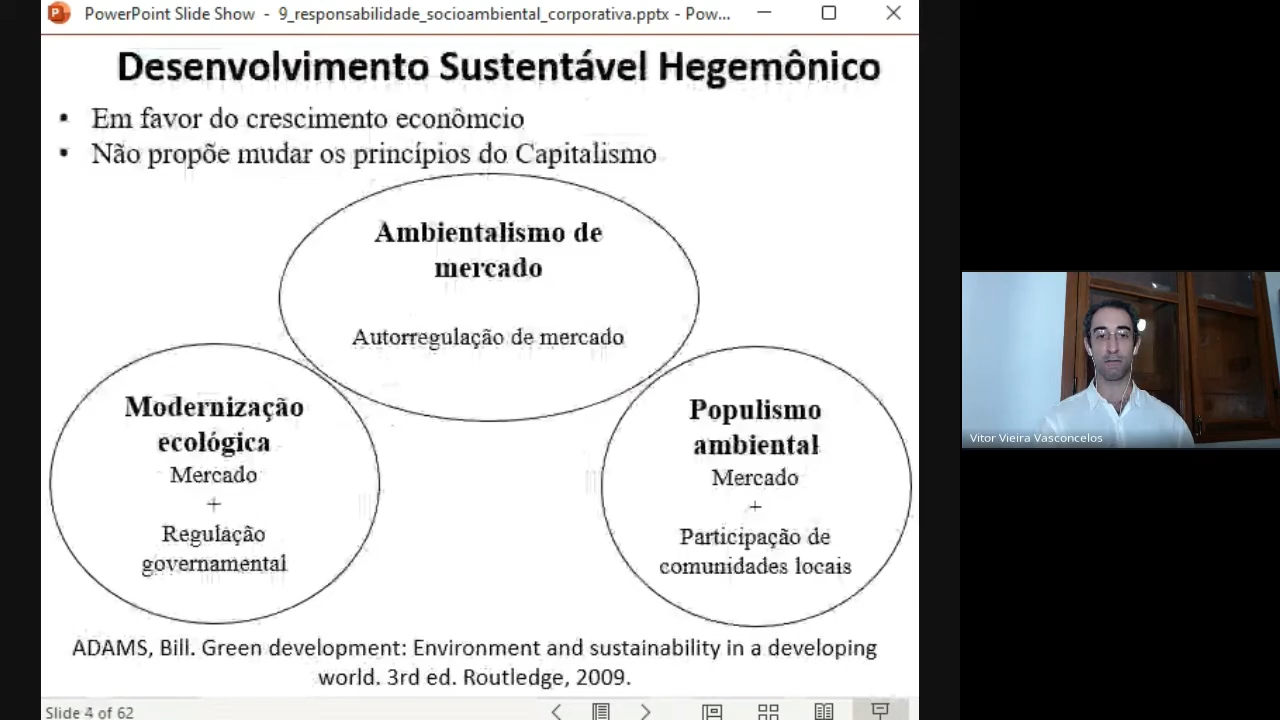 PowerPoint Slide Show - 9_responsabilidade_socioambiental_corporativa.pptx - Pow...
Desenvolvimento Sustentável Hegemônico
• Em favor do crescimento econômcio
• Não propõe mudar os princípios do Capitalismo
Ambientalismo de
mercado
Autorregulação de mercado
Modernização
ecológica
Mercado
+
Regulação
governamental
Populismo
ambiental
Mercado
+
Participação de
comunidades locais
ADAMS, Bill. Green development: Environment and sustainability in a developing
world. 3rd ed. Routledge, 2009.
Slide 4 of 62
Vitor Vieira Vasconcelos